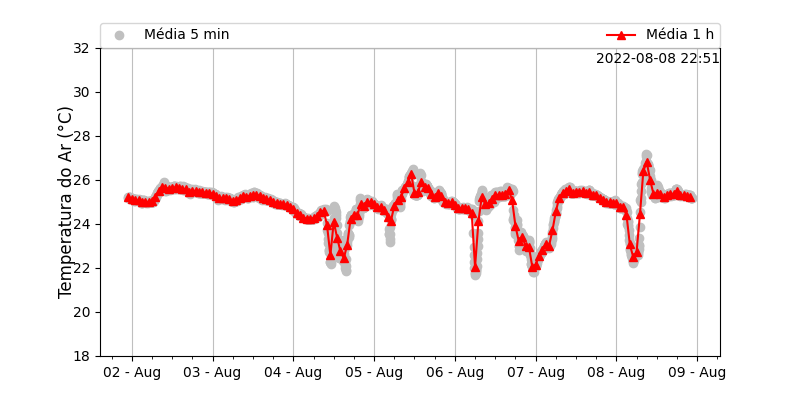 Média 5 min
Média 1 h
2022-08-08 22:51
Temperatura do Ar (°C)
32
30
28
26
24
22
20
18
02 - Aug
03 - Aug
04 - Aug
05 - Aug
06 - Aug
07 - Aug
08 - Aug
09 - Aug